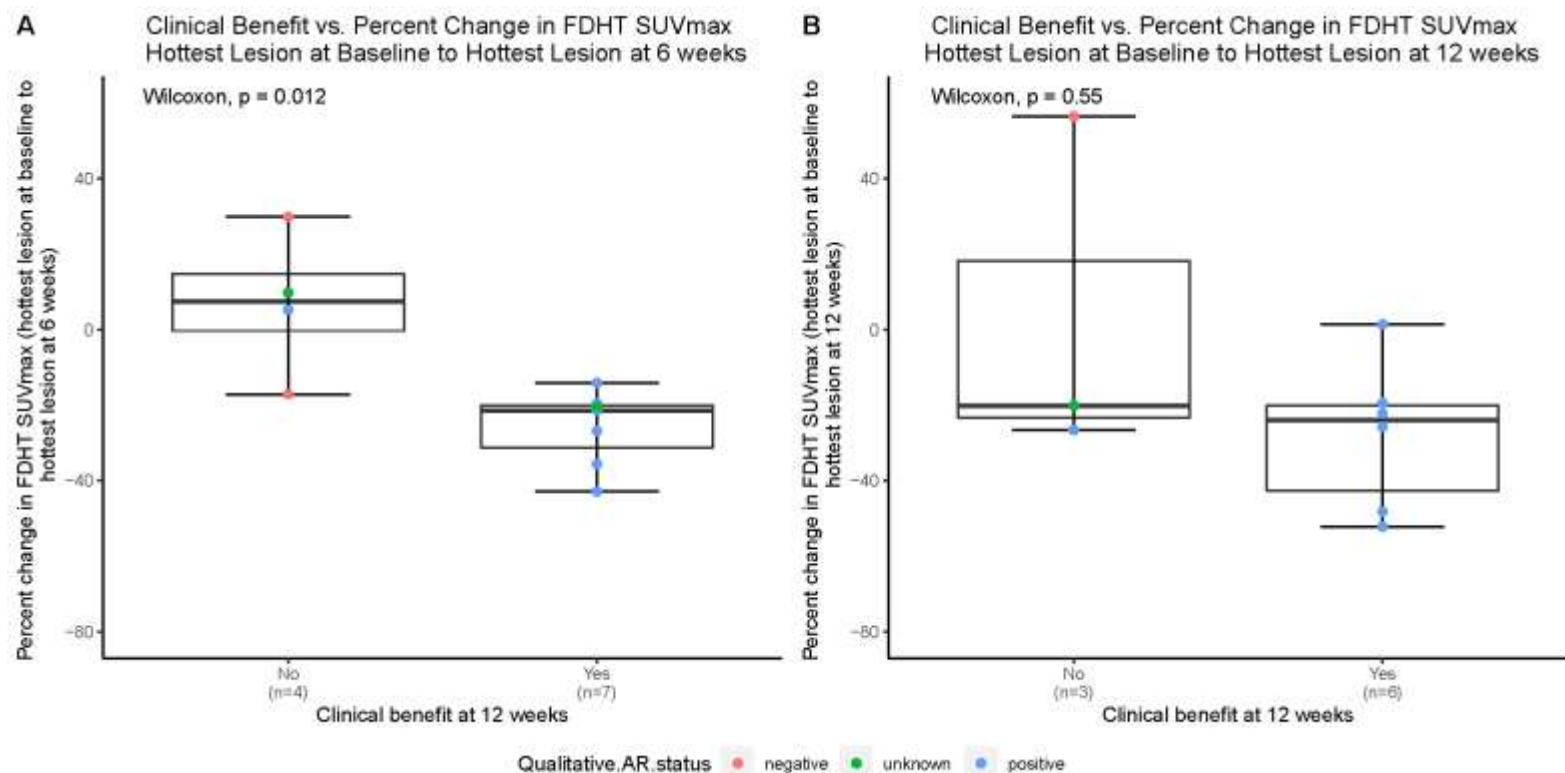 A
Clinical Benefit vs. Percent Change in FDHT SUVmax
Hottest Lesion at Baseline to Hottest Lesion at 6 weeks
Wilcoxon, p = 0.012
Percent change in FDHT SUVmax (hottest lesion at baseline to
hottest lesion at 6 weeks)
40
0
−40
−80
No
(n=4)
Yes
(n=7)
Clinical benefit at 12 weeks
B
Clinical Benefit vs. Percent Change in FDHT SUVmax
Hottest Lesion at Baseline to Hottest Lesion at 12 weeks
Wilcoxon, p = 0.55
Percent change in FDHT SUVmax (hottest lesion at baseline to
hottest lesion at 12 weeks)
40
0
−40
−80
No
(n=3)
Yes
(n=6)
Clinical benefit at 12 weeks
Qualitative.AR.status negative unknown positive